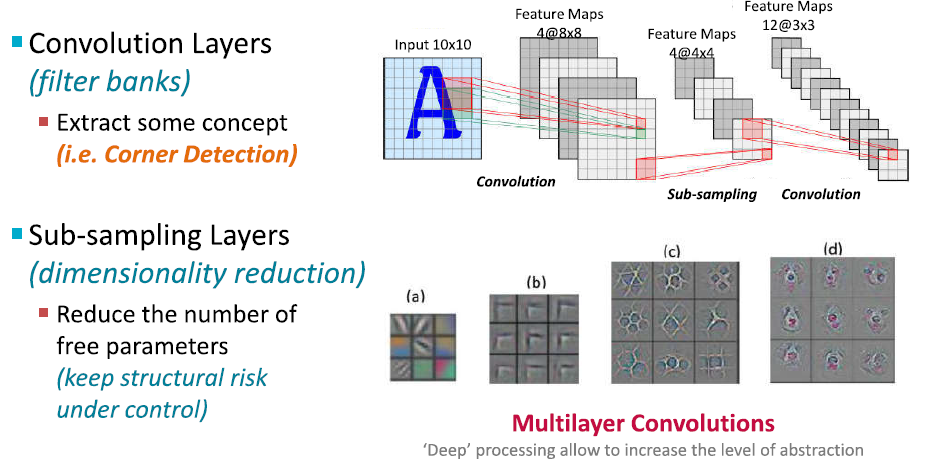 Convolution Layers
(filter banks)
Extract some concept
(i.e. Corner Detection)
Sub-sampling Layers
(dimensionality reduction)
Reduce the number of
free parameters
(keep structural risk
under control)
Input 10x10
A
Feature Maps
4@8x8
Feature Maps
4@4x4
Feature Maps
12@3x3
Convolution
Sub-sampling
Convolution
(a)
(b)
(c)
(d)
Multilayer Convolutions
‘Deep’ processing allow to increase the level of abstraction